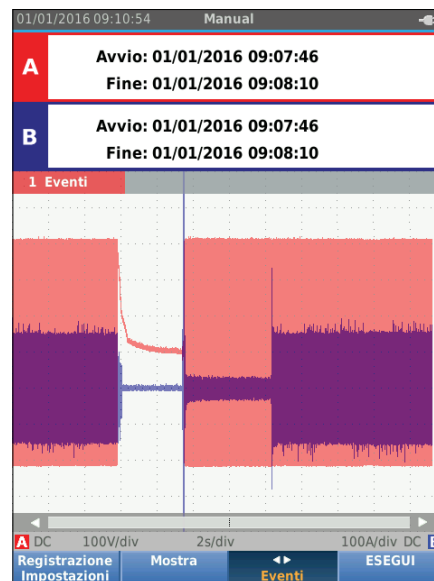 01/01/2016 09:10:54 Manual
A
Avvio: 01/01/2016 09:07:46
Fine: 01/01/2016 09:08:10
B
Avvio: 01/01/2016 09:07:46
Fine: 01/01/2016 09:08:10
1 Eventi
A DC 100V/div 2s/div 100A/div DC B
Registrazione Impostazioni
Mostra
Eventi
ESEGUI